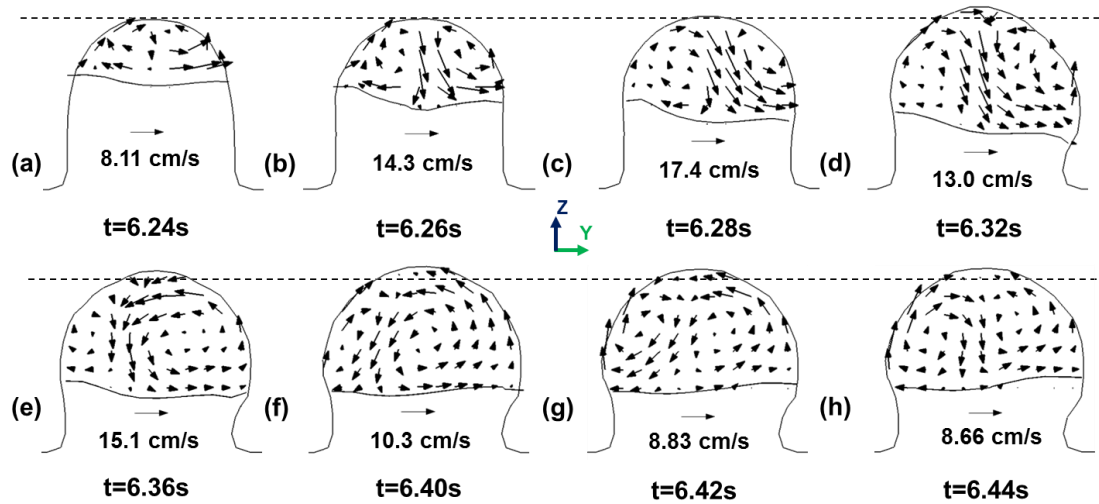 (a) 8.11 cm/s (b) 14.3 cm/s (c) 17.4 cm/s (d) 13.0 cm/s
t=6.24s t=6.26s t=6.28s t=6.32s
Z
Y
(e) 15.1 cm/s (f) 10.3 cm/s (g) 8.83 cm/s (h) 8.66 cm/s
t=6.36s t=6.40s t=6.42s t=6.44s